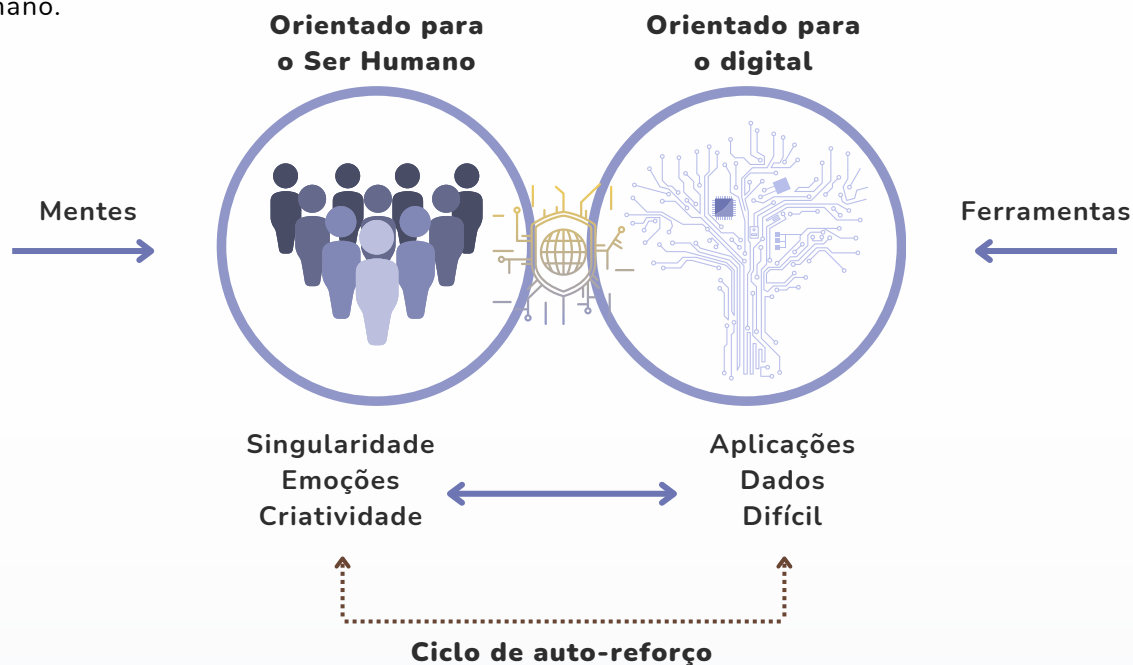 mano.
Orientado para
o Ser Humano
Orientado para
o digital
Mentes
Ferramentas
Singularidade
Emoções
Criatividade
Aplicações
Dados
Difícil
Ciclo de auto-reforço